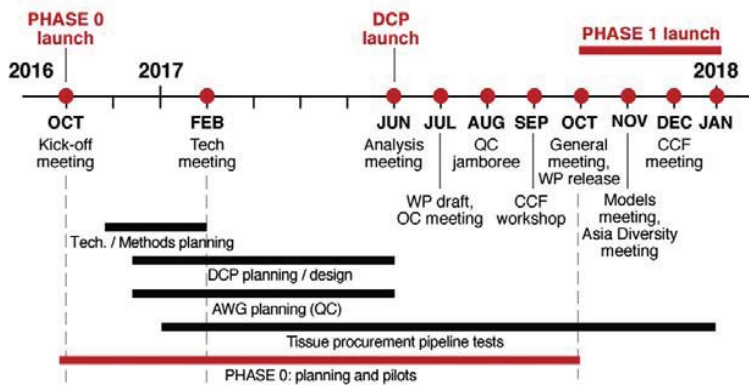 PHASE 0
launch
DCP
launch
PHASE 1 launch
2016
2017
2018
OCT
FEB
JUN
JUL
AUG
SEP
OCT
NOV
DEC
JAN
Kick-off
meeting
Tech
meeting
Analysis
meeting
QC
jamboree
General
meeting,
WP release
CCF
meeting
WP draft,
OC meeting
CCF
workshop
Models
meeting,
Asia Diversity
meeting
Tech. / Methods planning
DCP planning / design
AWG planning (QC)
Tissue procurement pipeline tests
PHASE 0: planning and pilots